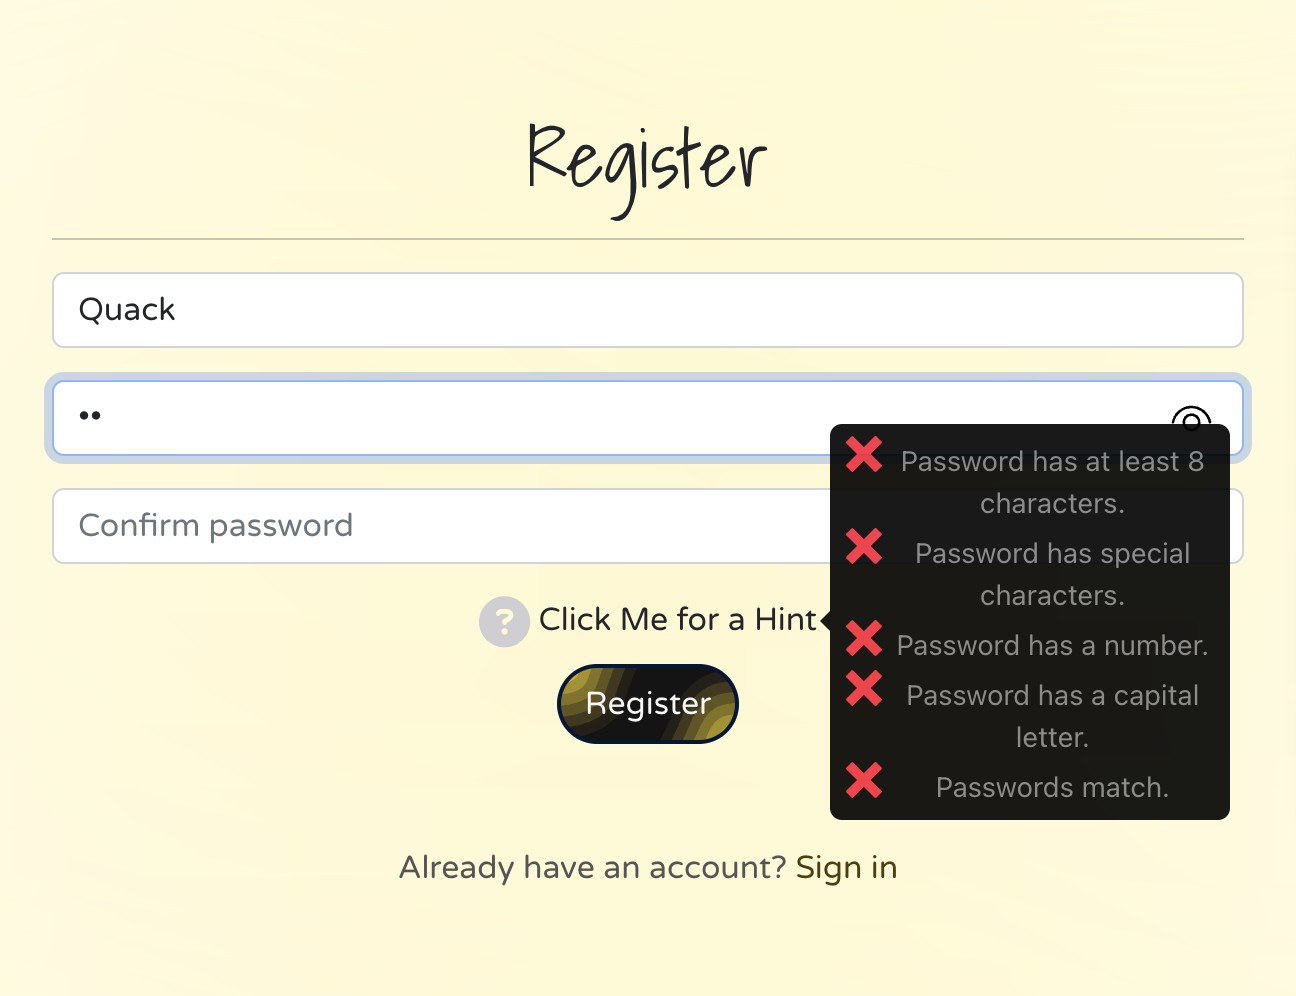 Register
Quack
••
Confirm password
? Click Me for a Hint
Register
Password has at least 8
characters.
Password has special
characters.
Password has a number.
Password has a capital
letter.
Passwords match.
Already have an account? Sign in